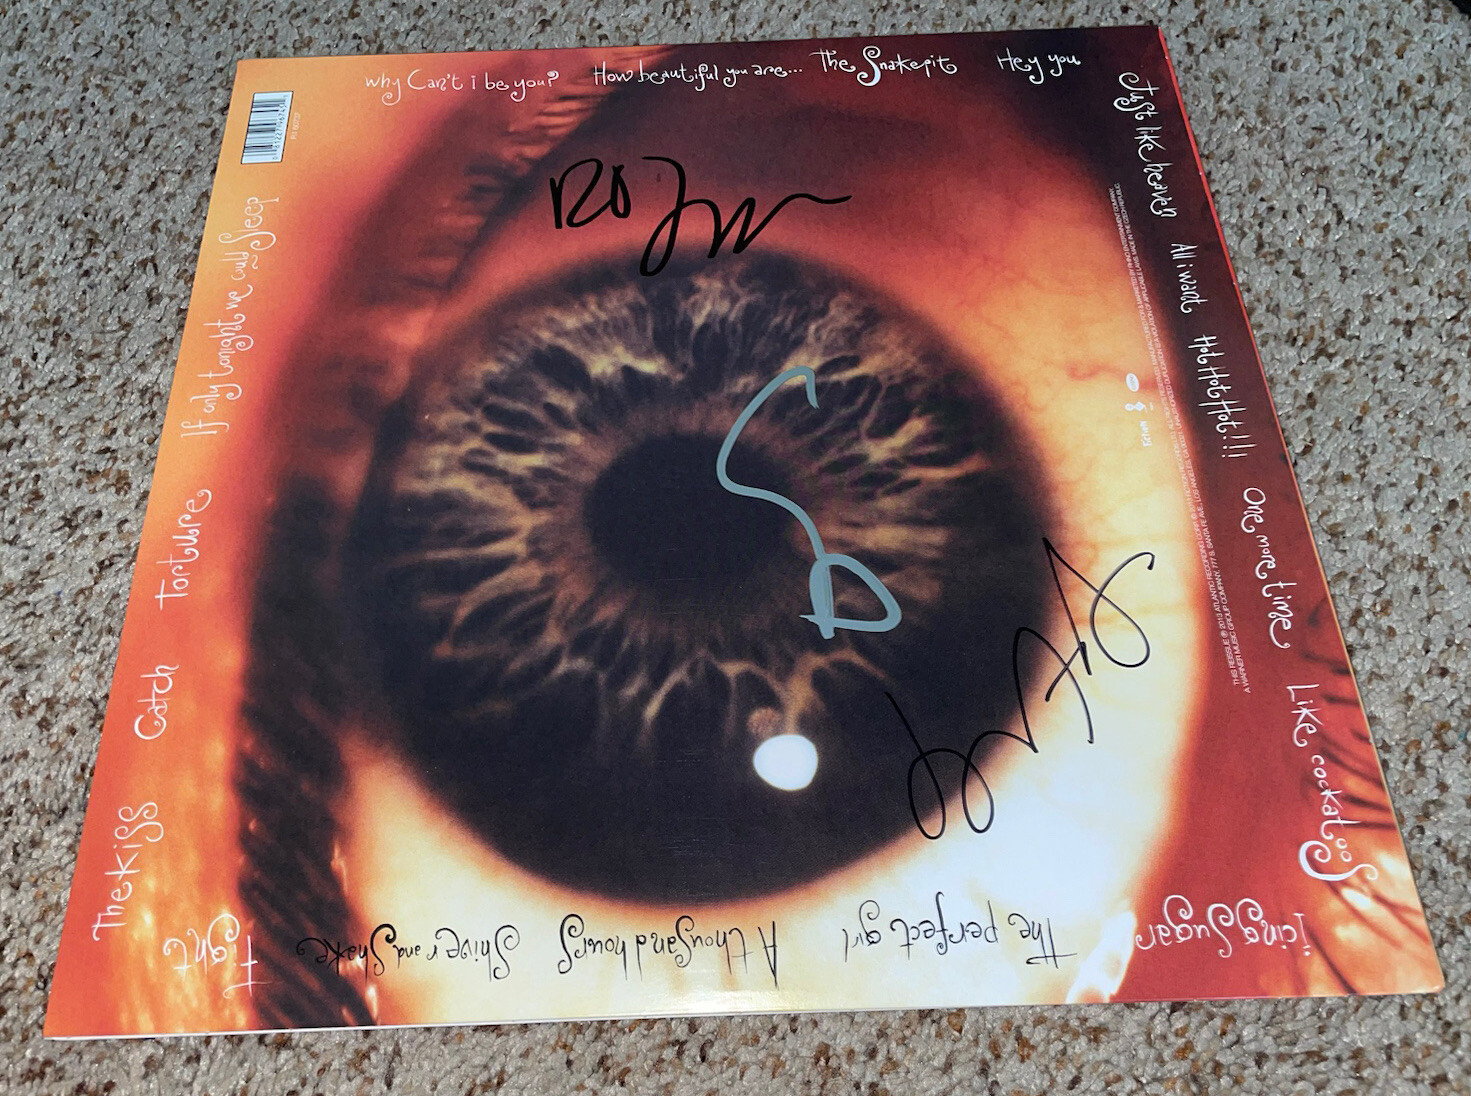 The kiss
Catch
Torture
If only tonight we could Sleep
why Can't i be you?
How beautiful you are...
The Snakepit
Hey you
Just like heaven
All i want
Hot Hot Hot!!!
One more time
Like cockatoos
icing Sugar
The perfect girl
A thousand hours
Shiver and Shake
Fight